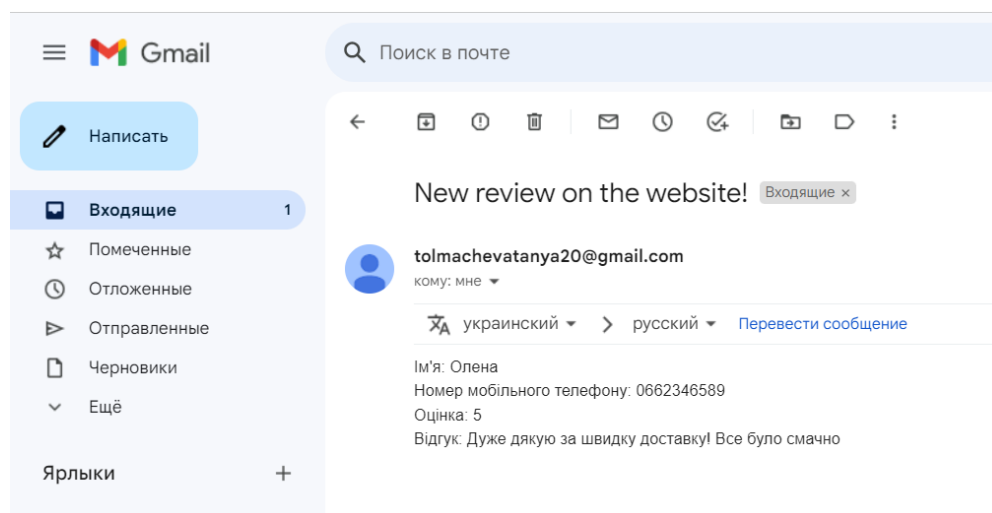 Gmail
Поиск в почте
Написать
Входящие 1
Помеченные
Отложенные
Отправленные
Черновики
Ещё
Ярлыки
New review on the website! Входящие ×
tolmachevatanya20@gmail.com
кому: мне
украинский > русский Перевести сообщение
Ім'я: Олена
Номер мобільного телефону: 0662346589
Оцінка: 5
Відгук: Дуже дякую за швидку доставку! Все було смачно